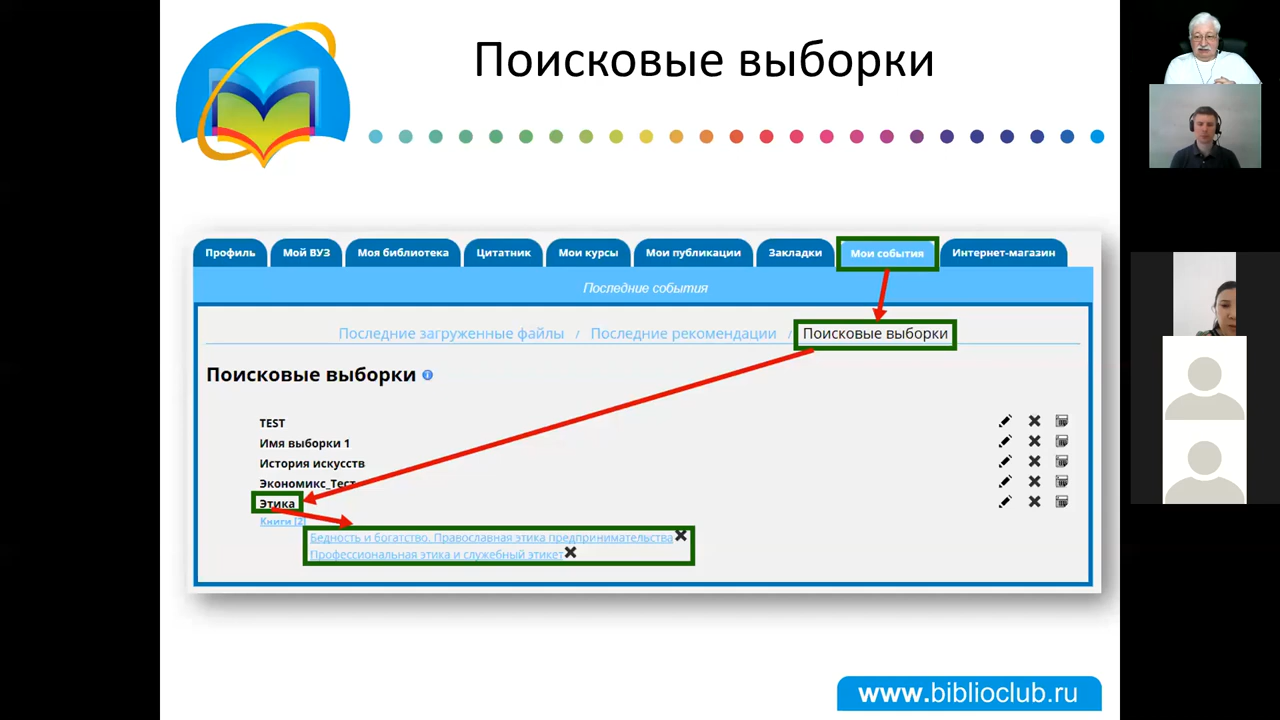 Поисковые выборки
Профиль
Мой ВУЗ
Моя библиотека
Цитатник
Мои курсы
Мои публикации
Закладки
Мои события
Интернет-магазин
Последние события
Последние загруженные файлы / Последние рекомендации / Поисковые выборки
Поисковые выборки
TEST
Имя выборки 1
История искусств
Экономикс_Тест
Этика
Книги [2]
Бедность и богатство. Православная этика предпринимательства
Профессиональная этика и служебный этикет
www.biblioclub.ru